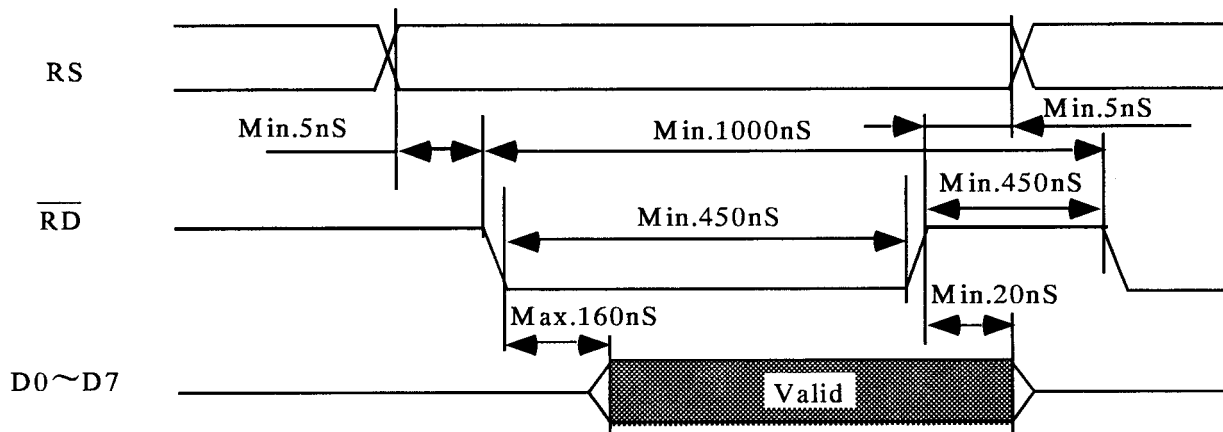 RS
Min.5nS
Min.1000nS
Min.5nS
RD
Min.450nS
Min.450nS
Max.160nS
Min.20nS
D0~D7
Valid